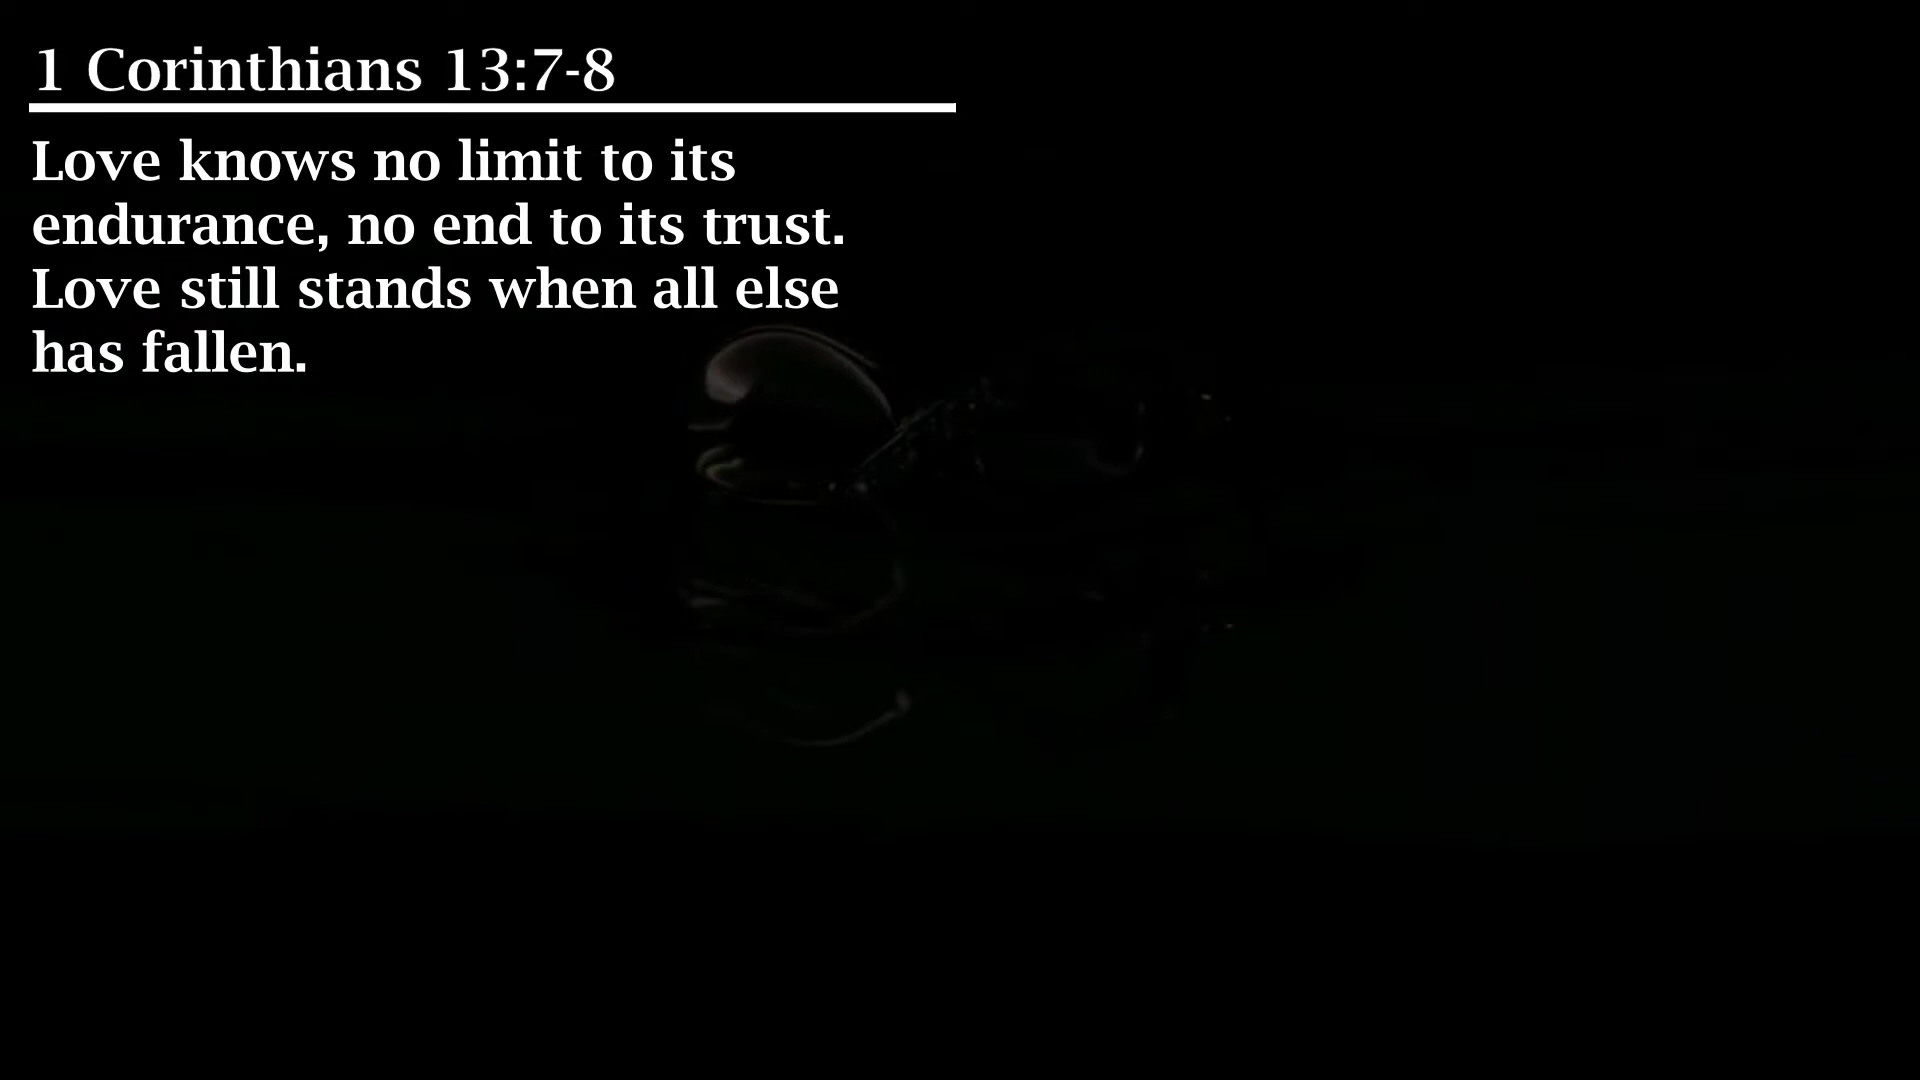 1 Corinthians 13:7-8
Love knows no limit to its
endurance, no end to its trust.
Love still stands when all else
has fallen.